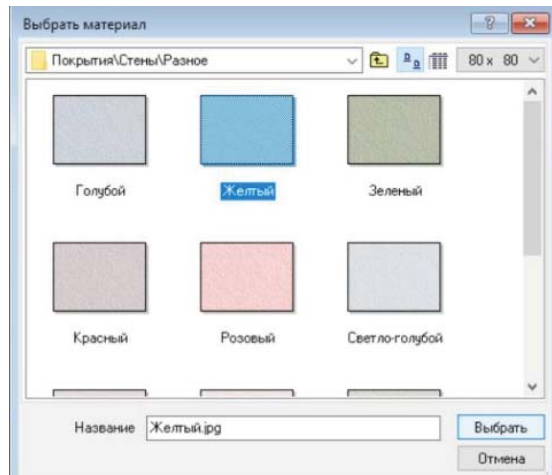 Выбрать материал
Покрытия\Стены\Разное
80 x 80
Голубой Желтый Зеленый
Красный Розовый Светло-голубой
Название Желтый.jpg Выбрать
Отмена